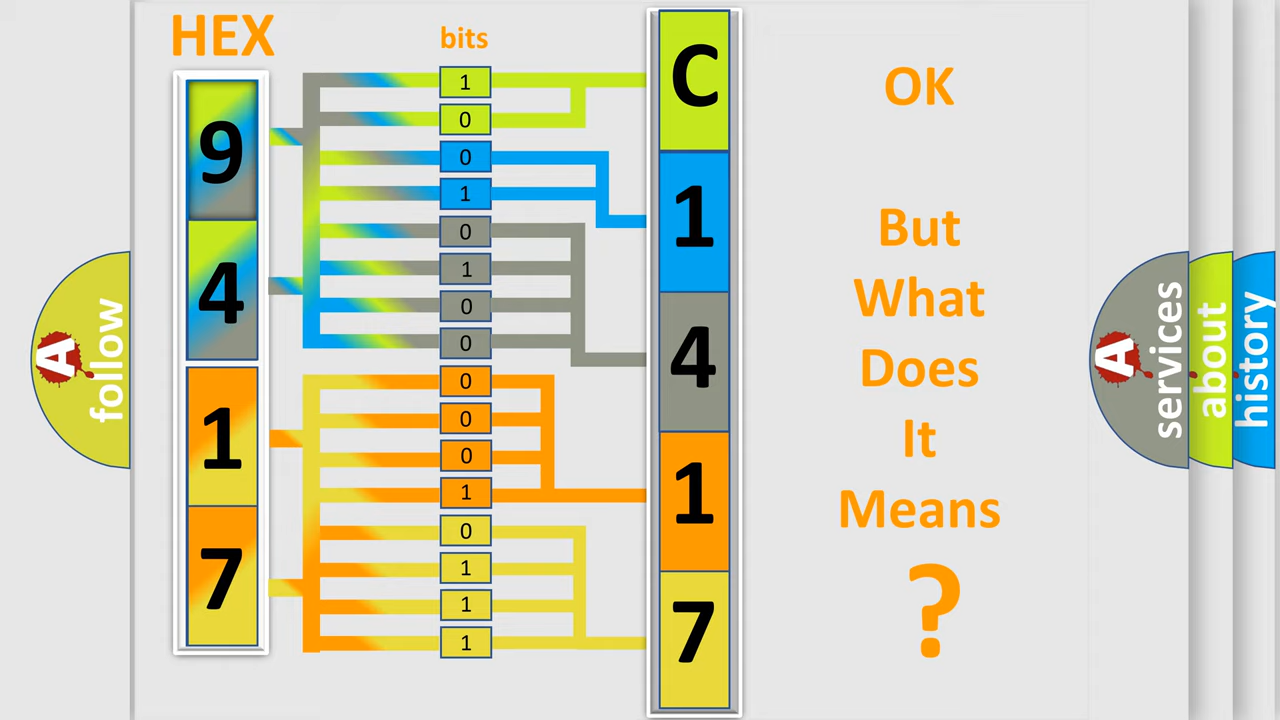 HEX
bits
9
4
1
7
1
0
0
1
0
1
0
0
0
0
0
1
0
1
1
1
C
1
4
1
7
OK
But
What
Does
It
Means
?
A
follow
A
services
about
history